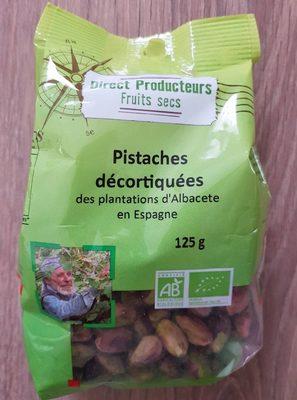 Direct Producteurs
Fruits secs
Pistaches
décortiquées
des plantations d'Albacete
en Espagne
125 g
AB